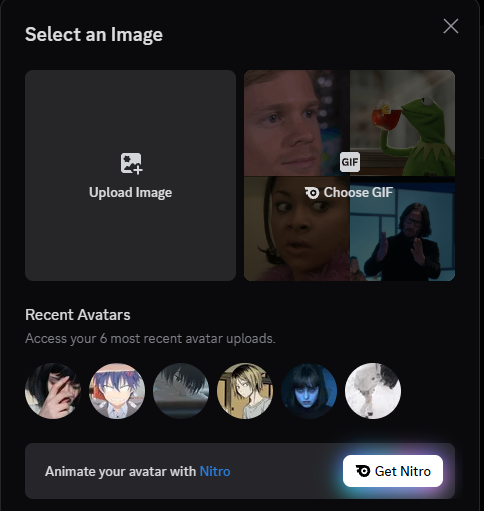 Select an Image
GIF
Upload Image
Choose GIF
Recent Avatars
Access your 6 most recent avatar uploads.
Animate your avatar with Nitro
Get Nitro